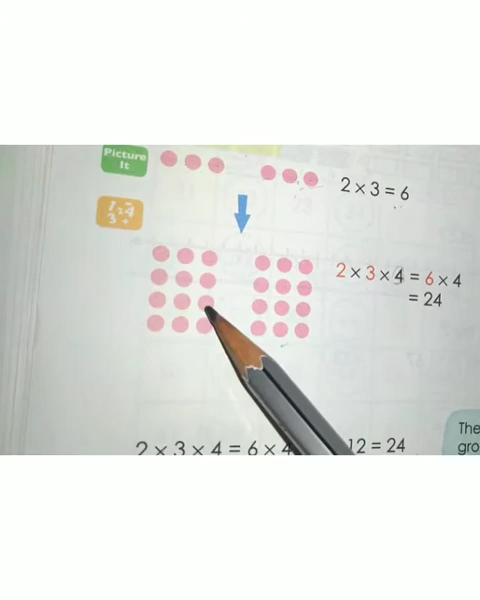 Picture
It
2 × 3 = 6
2 × 3 × 4 = 6 × 4
= 24
2 × 3 × 4 = 6 × 4
12 = 24
The
gro